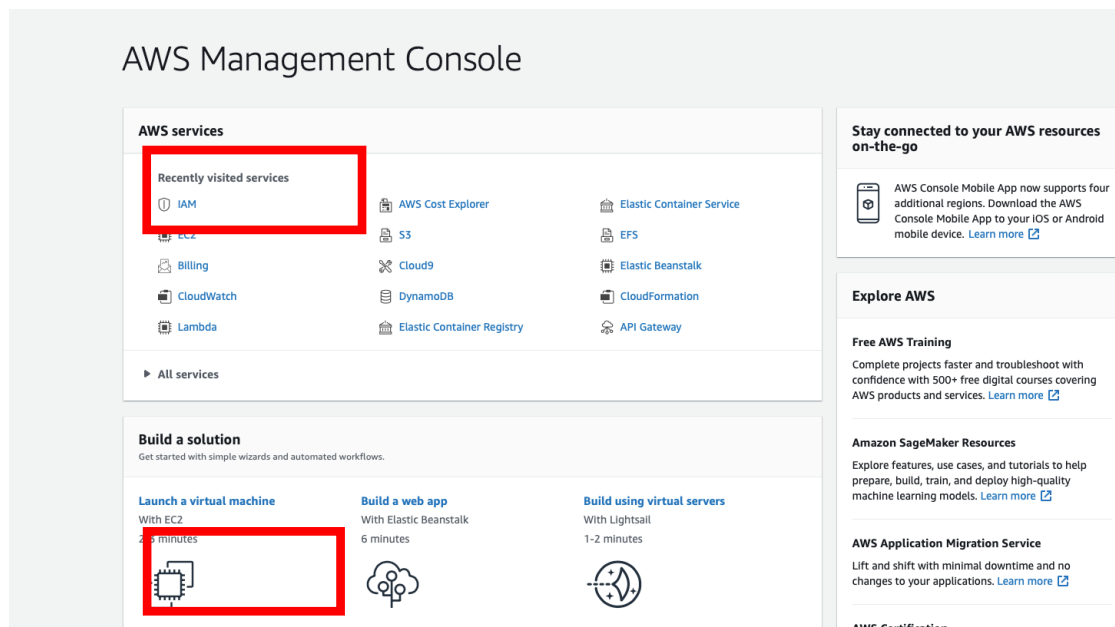 AWS Management Console
AWS services
Recently visited services
IAM
AWS Cost Explorer
Elastic Container Service
EC2
S3
EFS
Billing
Cloud9
Elastic Beanstalk
CloudWatch
DynamoDB
CloudFormation
Lambda
Elastic Container Registry
API Gateway
All services
Build a solution
Get started with simple wizards and automated workflows.
Launch a virtual machine
With EC2
minutes
Build a web app
With Elastic Beanstalk
6 minutes
Build using virtual servers
With Lightsail
1-2 minutes
Stay connected to your AWS resources
on-the-go
AWS Console Mobile App now supports four
additional regions. Download the AWS
Console Mobile App to your iOS or Android
mobile device. Learn more
Explore AWS
Free AWS Training
Complete projects faster and troubleshoot with
confidence with 500+ free digital courses covering
AWS products and services. Learn more
Amazon SageMaker Resources
Explore features, use cases, and tutorials to help
prepare, build, train, and deploy high-quality
machine learning models. Learn more
AWS Application Migration Service
Lift and shift with minimal downtime and no
changes to your applications. Learn more
AWS Certification